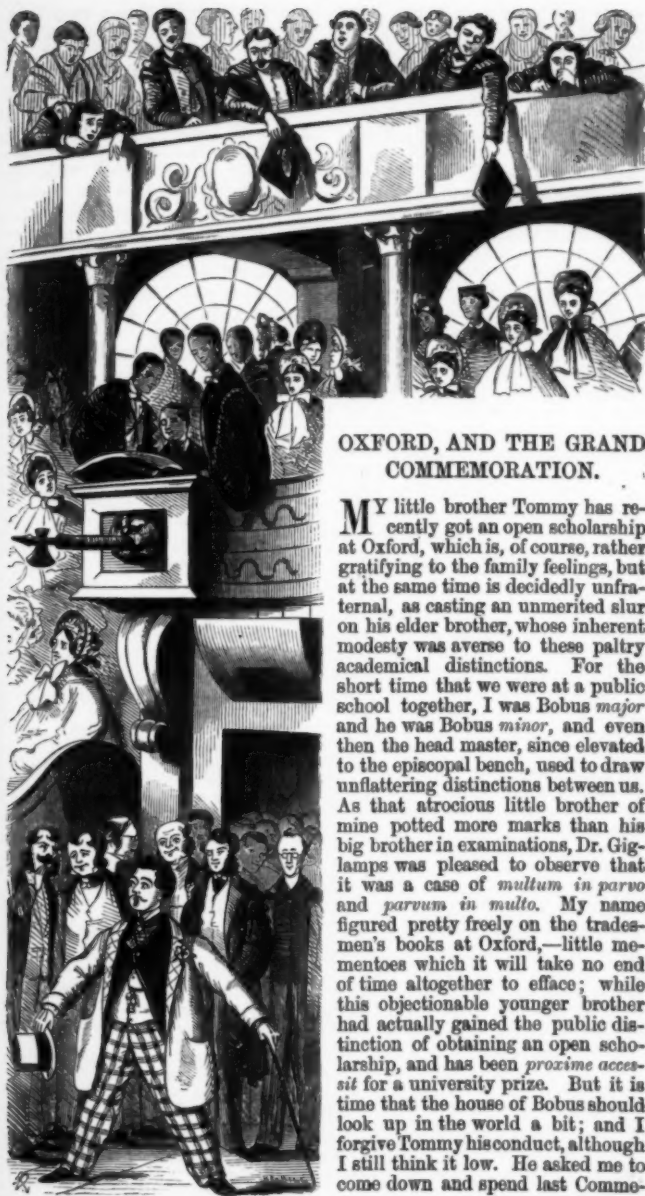 OXFORD, AND THE GRAND
COMMEMORATION.
MY little brother Tommy has re-
cently got an open scholarship
at Oxford, which is, of course, rather
gratifying to the family feelings, but
at the same time is decidedly unfra-
ternal, as casting an unmerited slur
on his elder brother, whose inherent
modesty was averse to these paltry
academical distinctions. For the
short time that we were at a public
school together, I was Bobus major
and he was Bobus minor, and even
then the head master, since elevated
to the episcopal bench, used to draw
unflattering distinctions between us.
As that atrocious little brother of
mine potted more marks than his
big brother in examinations, Dr. Gig-
lamps was pleased to observe that
it was a case of multum in parvo
and parvum in multo. My name
figured pretty freely on the trades-
men's books at Oxford,—little me-
mentoes which it will take no end
of time altogether to efface; while
this objectionable younger brother
had actually gained the public dis-
tinction of obtaining an open scho-
larship, and has been proxime acces-
sit for a university prize. But it is
time that the house of Bobus should
look up in the world a bit; and I
forgive Tommy his conduct, although
I still think it low. He asked me to
come down and spend last Comme-